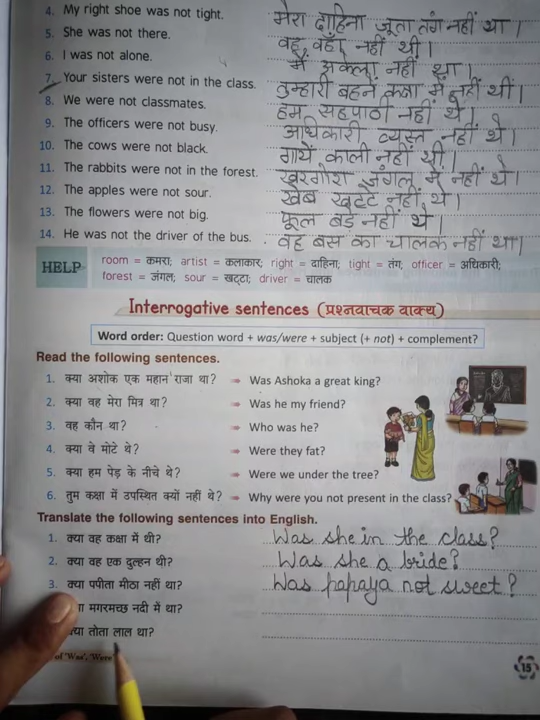 4. My right shoe was not tight. मेरा दाहिना जूता तंग नहीं था।
5. She was not there. वह वहाँ नहीं थी।
6. I was not alone. मैं अकेला नहीं था।
7. Your sisters were not in the class. तुम्हारी बहनें कक्षा में नहीं थीं।
8. We were not classmates. हम सहपाठी नहीं थे।
9. The officers were not busy. अधिकारी व्यस्त नहीं थे।
10. The cows were not black. गायें काली नहीं थीं।
11. The rabbits were not in the forest. खरगोश जंगल में नहीं थे।
12. The apples were not sour. सेब खट्टे नहीं थे।
13. The flowers were not big. फूल बड़े नहीं थे।
14. He was not the driver of the bus. वह बस का चालक नहीं था।
HELP room = कमरा; artist = कलाकार; right = दाहिना; tight = तंग; officer = अधिकारी;
forest = जंगल; sour = खट्टा; driver = चालक
Interrogative sentences (प्रश्नवाचक वाक्य)
Word order: Question word + was/were + subject (+ not) + complement?
Read the following sentences.
1. क्या अशोक एक महान राजा था? Was Ashoka a great king?
2. क्या वह मेरा मित्र था? Was he my friend?
3. वह कौन था? Who was he?
4. क्या वे मोटे थे? Were they fat?
5. क्या हम पेड़ के नीचे थे? Were we under the tree?
6. तुम कक्षा में उपस्थित क्यों नहीं थे? Why were you not present in the class?
Translate the following sentences into English.
1. क्या वह कक्षा में थी? Was she in the class?
2. क्या वह एक दुल्हन थी? Was she a bride?
3. क्या पपीता मीठा नहीं था? Was papaya not sweet?
मगरमच्छ नदी में था?
क्या तोता लाल था?
of 'Was', 'Were' 15